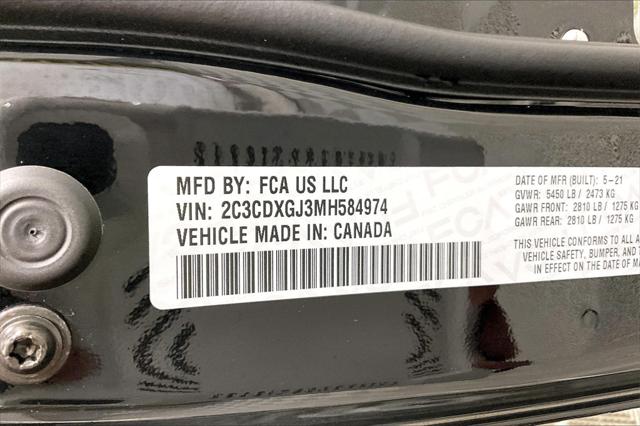 MFD BY: FCA US LLC
VIN: 2C3CDXGJ3MH584974
VEHICLE MADE IN: CANADA
DATE OF MFR (BUILT): 5-21
GVWR: 5450 LB / 2473 KG
GAWR FRONT: 2810 LB / 1275 KG
GAWR REAR: 2810 LB / 1275 KG
THIS VEHICLE CONFORMS TO ALL A
VEHICLE SAFETY, BUMPER, AND T
IN EFFECT ON THE DATE OF MA